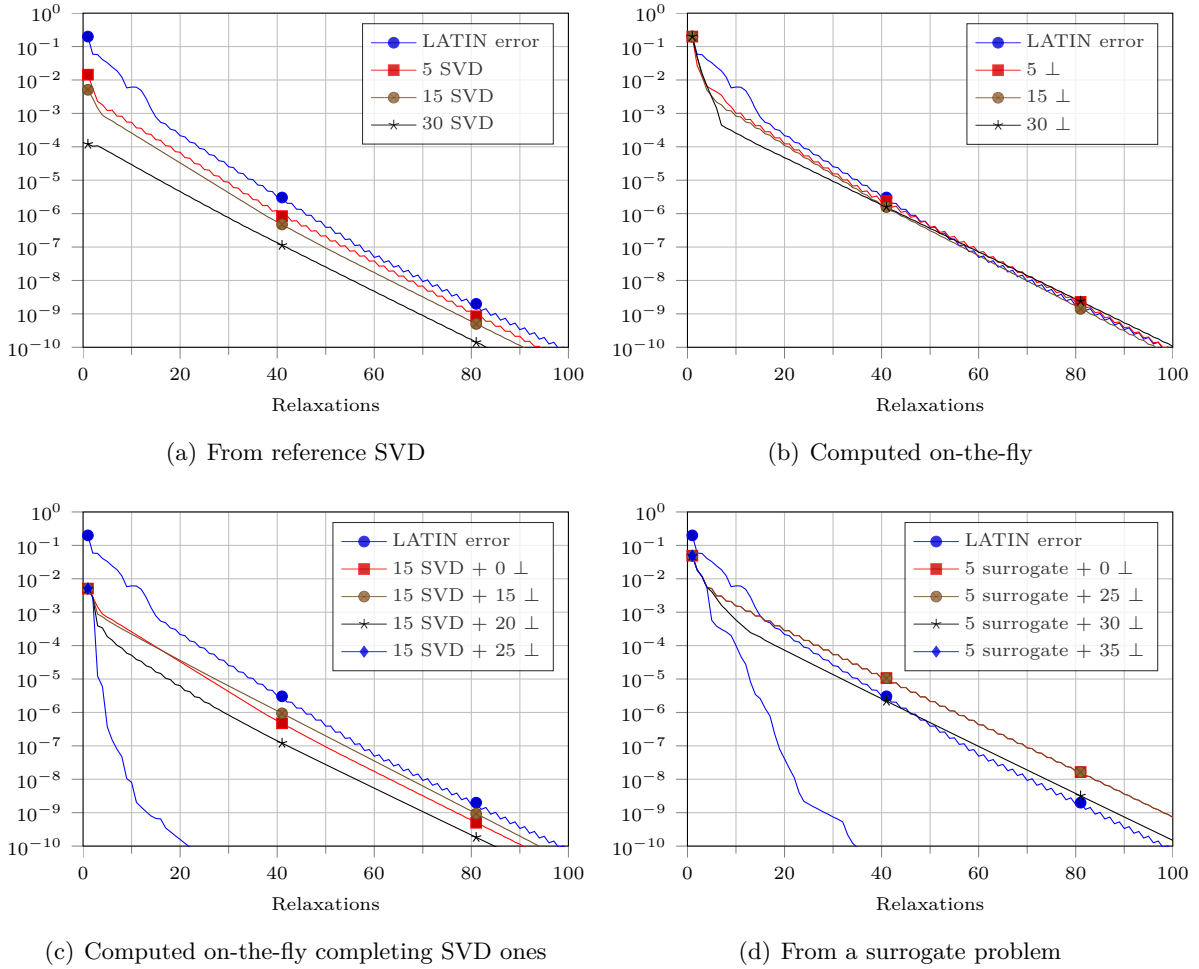 10^0
10^−1
10^−2
10^−3
10^−4
10^−5
10^−6
10^−7
10^−8
10^−9
10^−10
0 20 40 60 80 100
Relaxations
LATIN error
5 SVD
15 SVD
30 SVD
(a) From reference SVD
10^0
10^−1
10^−2
10^−3
10^−4
10^−5
10^−6
10^−7
10^−8
10^−9
10^−10
0 20 40 60 80 100
Relaxations
LATIN error
5 ⊥
15 ⊥
30 ⊥
(b) Computed on-the-fly
10^0
10^−1
10^−2
10^−3
10^−4
10^−5
10^−6
10^−7
10^−8
10^−9
10^−10
0 20 40 60 80 100
Relaxations
LATIN error
15 SVD + 0 ⊥
15 SVD + 15 ⊥
15 SVD + 20 ⊥
15 SVD + 25 ⊥
(c) Computed on-the-fly completing SVD ones
10^0
10^−1
10^−2
10^−3
10^−4
10^−5
10^−6
10^−7
10^−8
10^−9
10^−10
0 20 40 60 80 100
Relaxations
LATIN error
5 surrogate + 0 ⊥
5 surrogate + 25 ⊥
5 surrogate + 30 ⊥
5 surrogate + 35 ⊥
(d) From a surrogate problem